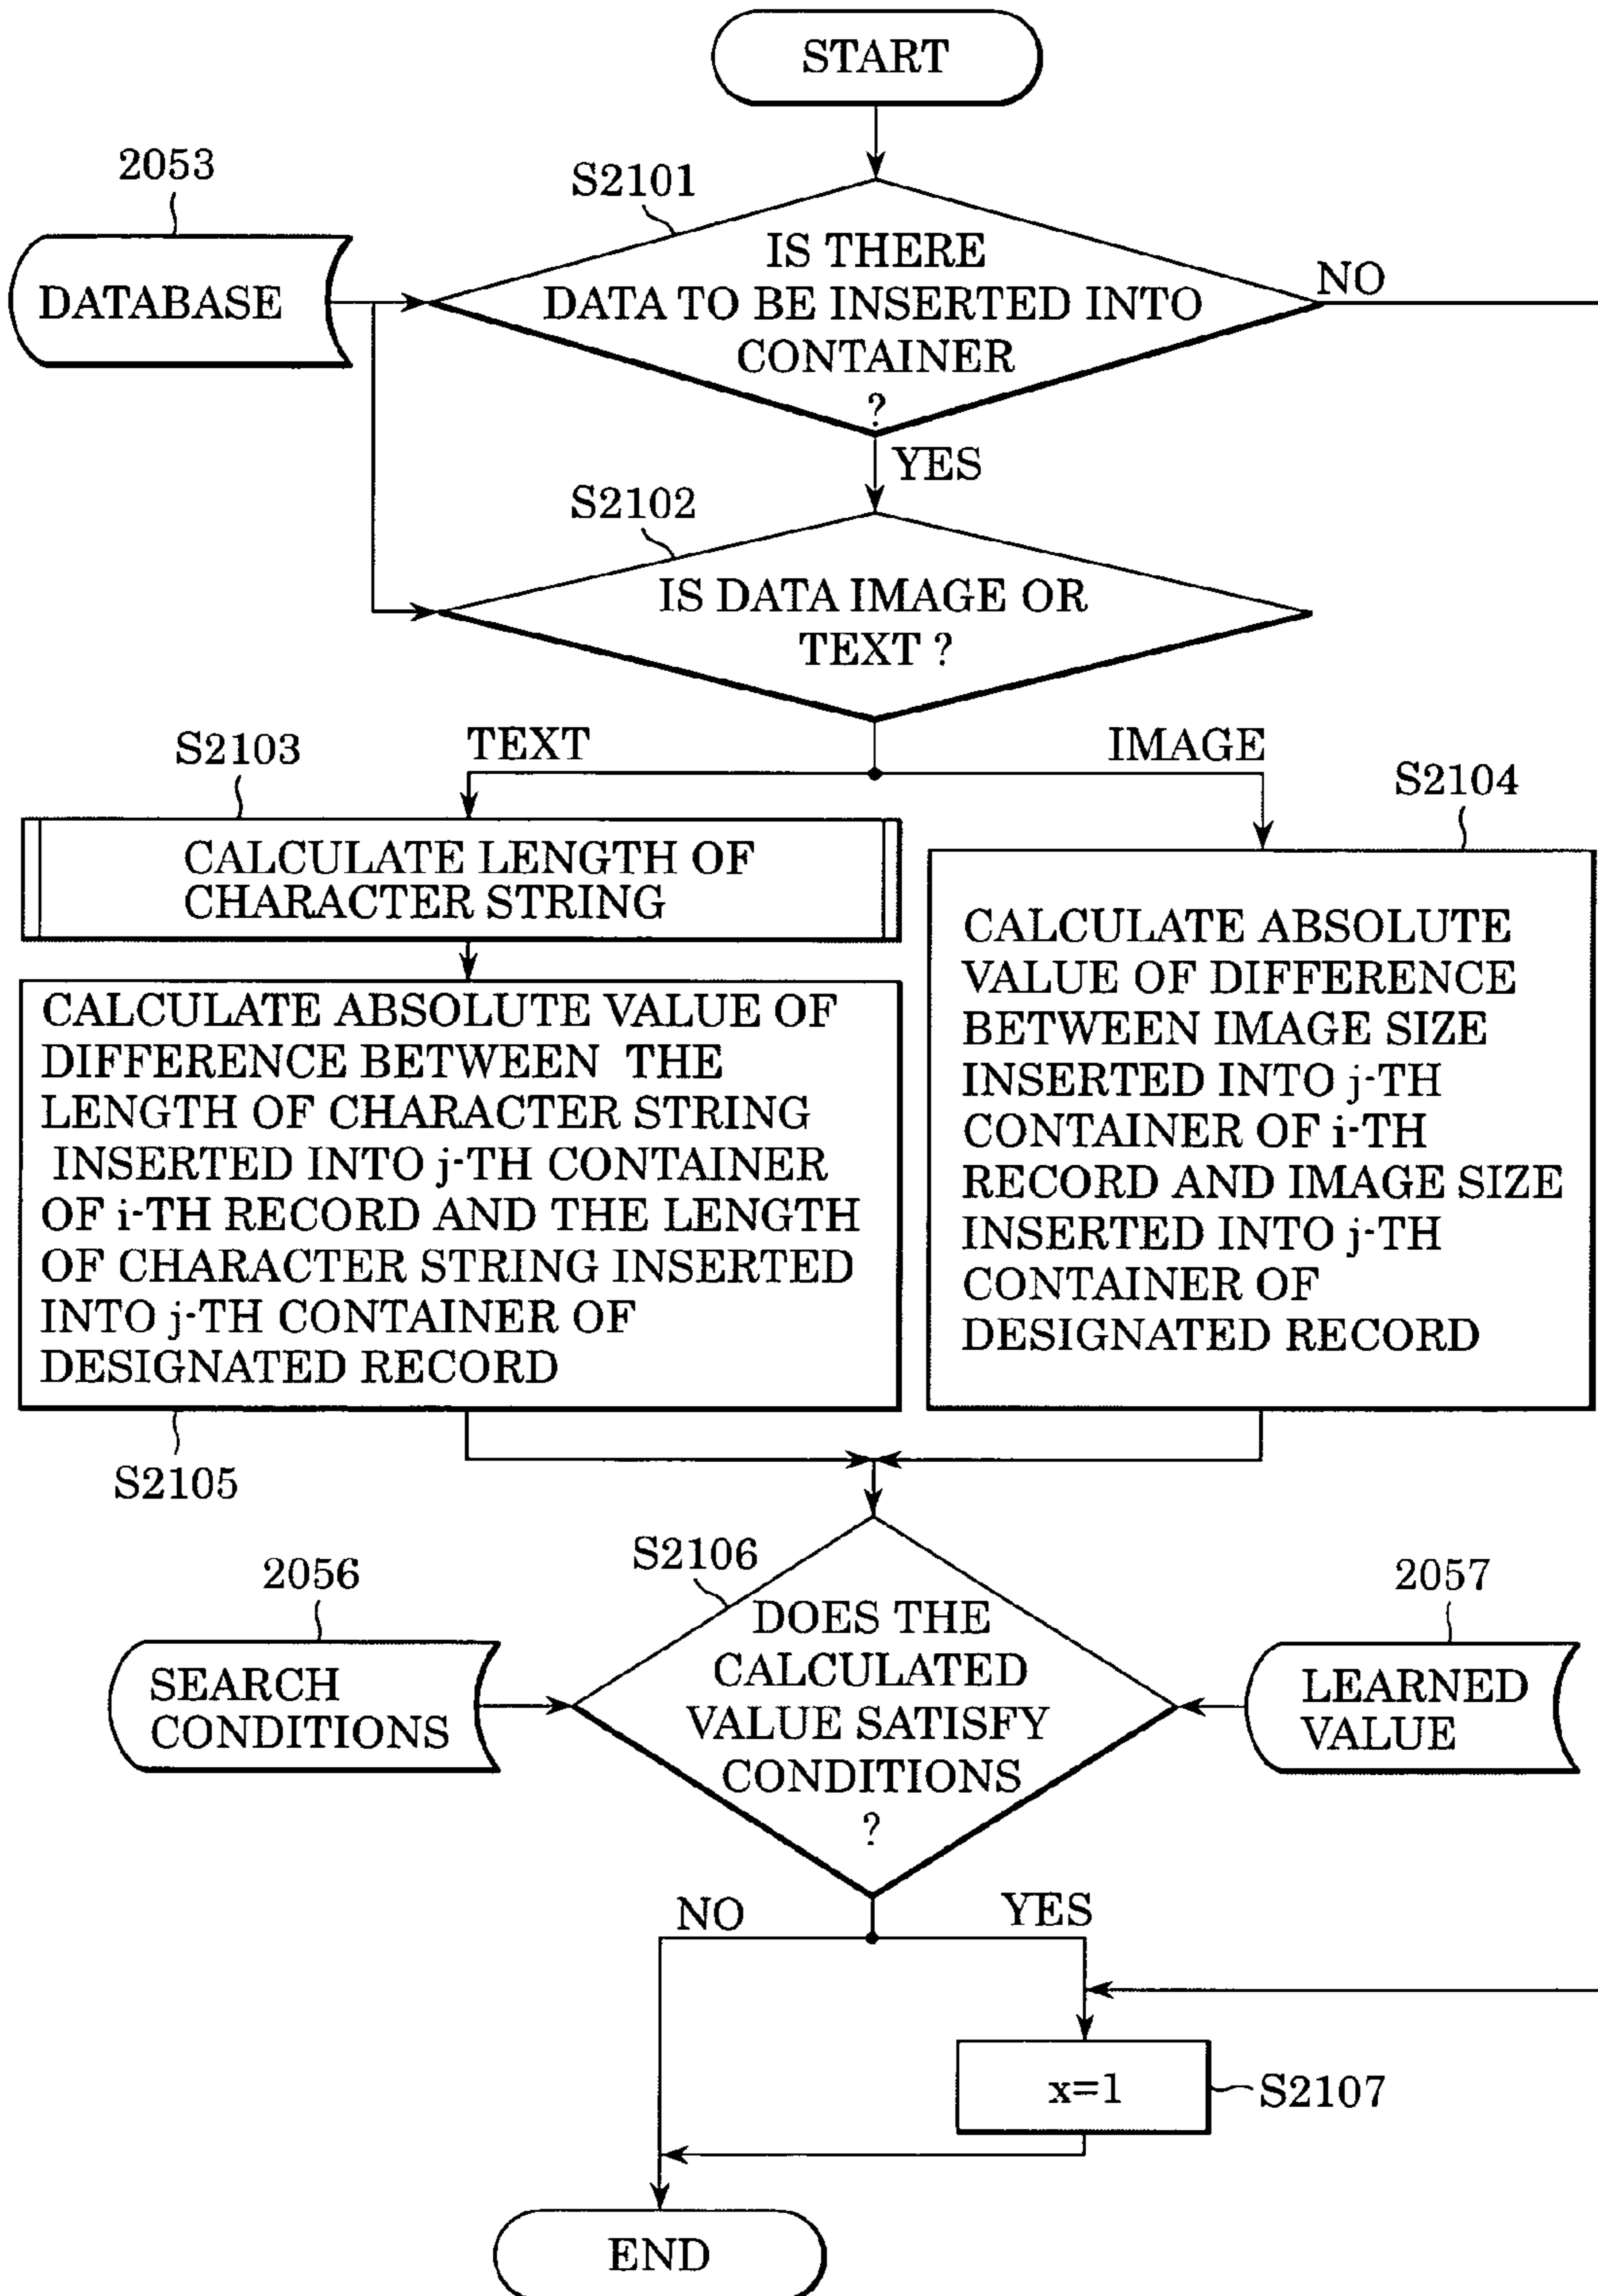 START
2053
S2101
DATABASE
IS THERE
DATA TO BE INSERTED INTO
CONTAINER
?
NO
YES
S2102
IS DATA IMAGE OR
TEXT ?
TEXT
IMAGE
S2103
CALCULATE LENGTH OF
CHARACTER STRING
S2104
CALCULATE ABSOLUTE VALUE OF
DIFFERENCE BETWEEN THE
LENGTH OF CHARACTER STRING
INSERTED INTO j-TH CONTAINER
OF i-TH RECORD AND THE LENGTH
OF CHARACTER STRING INSERTED
INTO j-TH CONTAINER OF
DESIGNATED RECORD
S2105
CALCULATE ABSOLUTE
VALUE OF DIFFERENCE
BETWEEN IMAGE SIZE
INSERTED INTO j-TH
CONTAINER OF i-TH
RECORD AND IMAGE SIZE
INSERTED INTO j-TH
CONTAINER OF
DESIGNATED RECORD
2056
SEARCH
CONDITIONS
S2106
DOES THE
CALCULATED
VALUE SATISFY
CONDITIONS
?
2057
LEARNED
VALUE
NO
YES
x=1
S2107
END